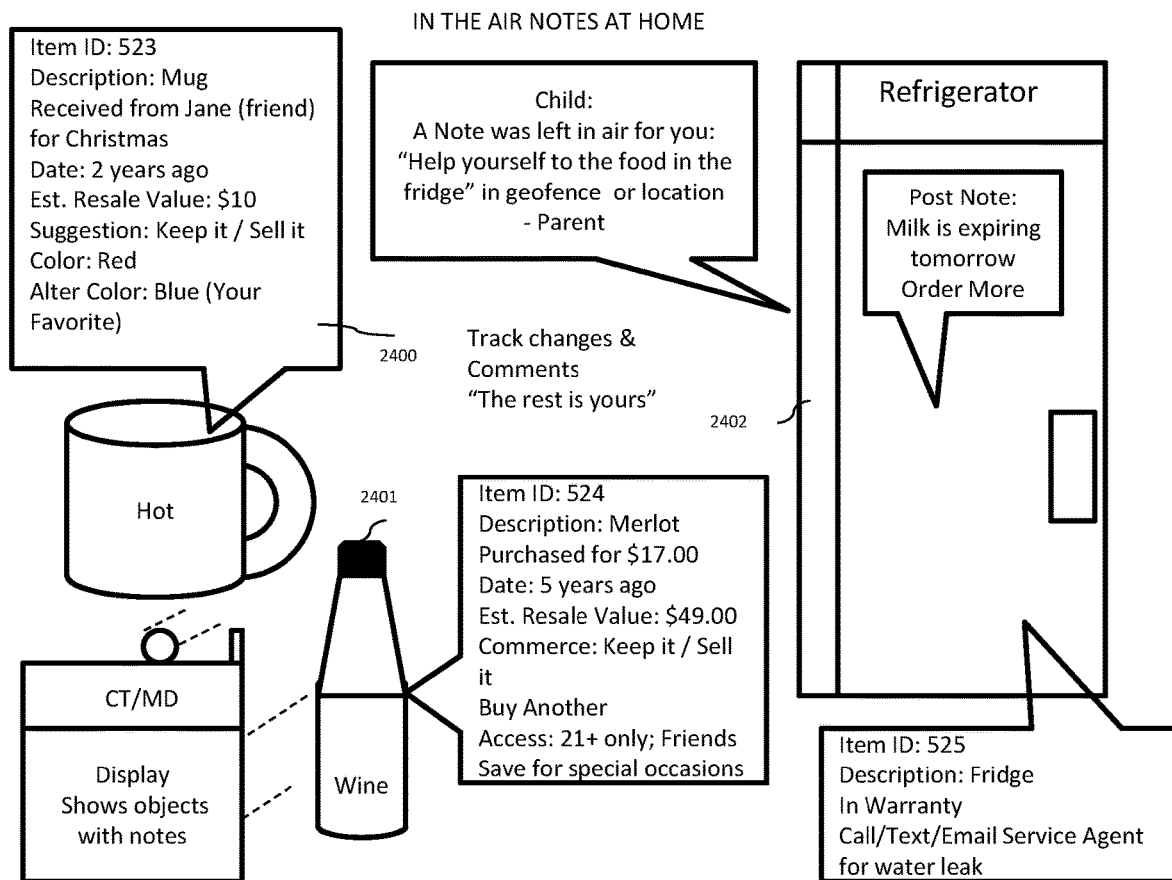 IN THE AIR NOTES AT HOME
Item ID: 523
Description: Mug
Received from Jane (friend)
for Christmas
Date: 2 years ago
Est. Resale Value: $10
Suggestion: Keep it / Sell it
Color: Red
Alter Color: Blue (Your
Favorite)
2400
Child:
A Note was left in air for you:
“Help yourself to the food in the
fridge” in geofence or location
- Parent
Refrigerator
Post Note:
Milk is expiring
tomorrow
Order More
Track changes &
Comments
“The rest is yours”
2402
Hot
2401
Item ID: 524
Description: Merlot
Purchased for $17.00
Date: 5 years ago
Est. Resale Value: $49.00
Commerce: Keep it / Sell
it
Buy Another
Access: 21+ only; Friends
Save for special occasions
CT/MD
Display
Shows objects
with notes
Wine
Item ID: 525
Description: Fridge
In Warranty
Call/Text/Email Service Agent
for water leak